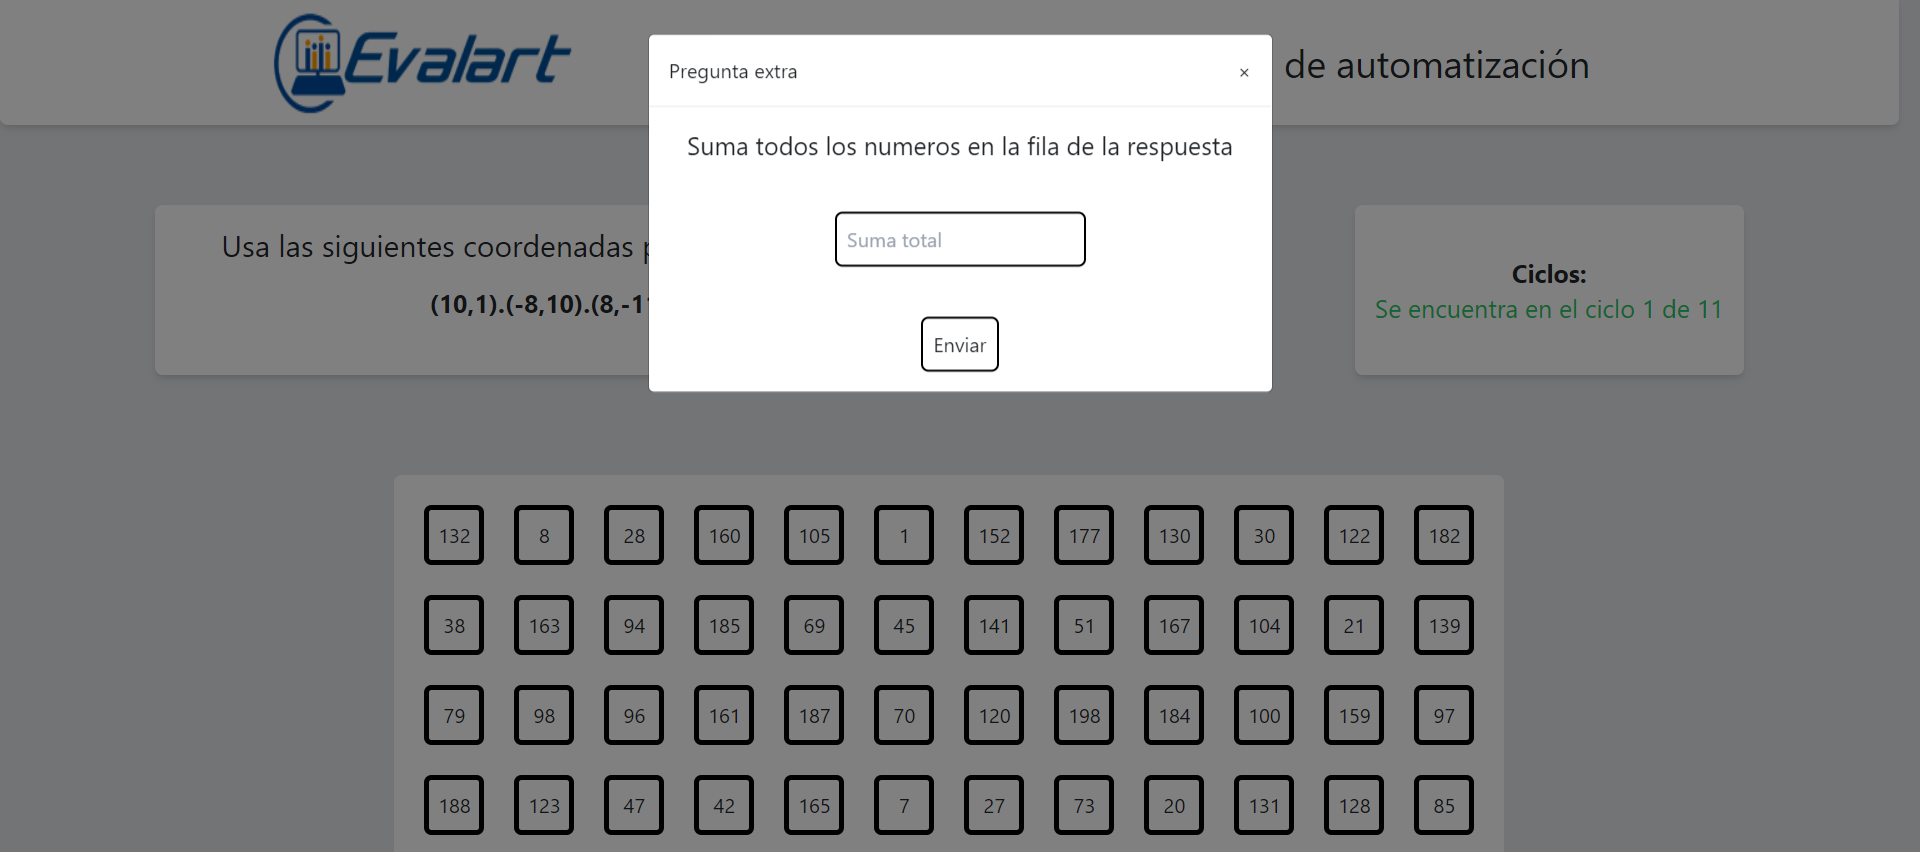 Evalart
de automatización
Pregunta extra ×
Suma todos los numeros en la fila de la respuesta
Suma total
Enviar
Usa las siguientes coordenadas
(10,1).(-8,10).(8,-1
Ciclos:
Se encuentra en el ciclo 1 de 11
132 8 28 160 105 1 152 177 130 30 122 182
38 163 94 185 69 45 141 51 167 104 21 139
79 98 96 161 187 70 120 198 184 100 159 97
188 123 47 42 165 7 27 73 20 131 128 85